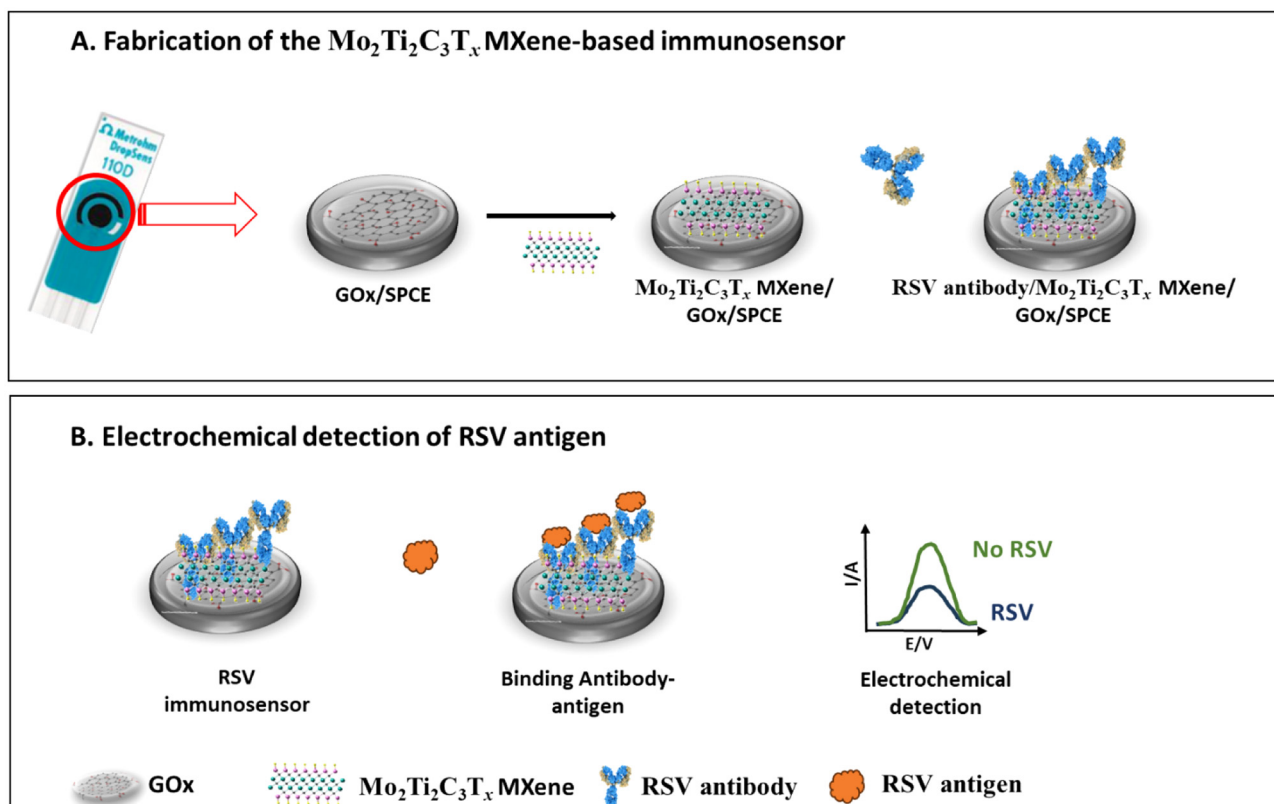 A. Fabrication of the Mo₂Ti₂C₃Tₓ MXene-based immunosensor
Ω Metrohm
DropSens
110D
GOx/SPCE
Mo₂Ti₂C₃Tₓ MXene/
GOx/SPCE
RSV antibody/Mo₂Ti₂C₃Tₓ MXene/
GOx/SPCE
B. Electrochemical detection of RSV antigen
RSV
immunosensor
Binding Antibody-
antigen
I/A
No RSV
RSV
E/V
Electrochemical
detection
GOx
Mo₂Ti₂C₃Tₓ MXene
RSV antibody
RSV antigen